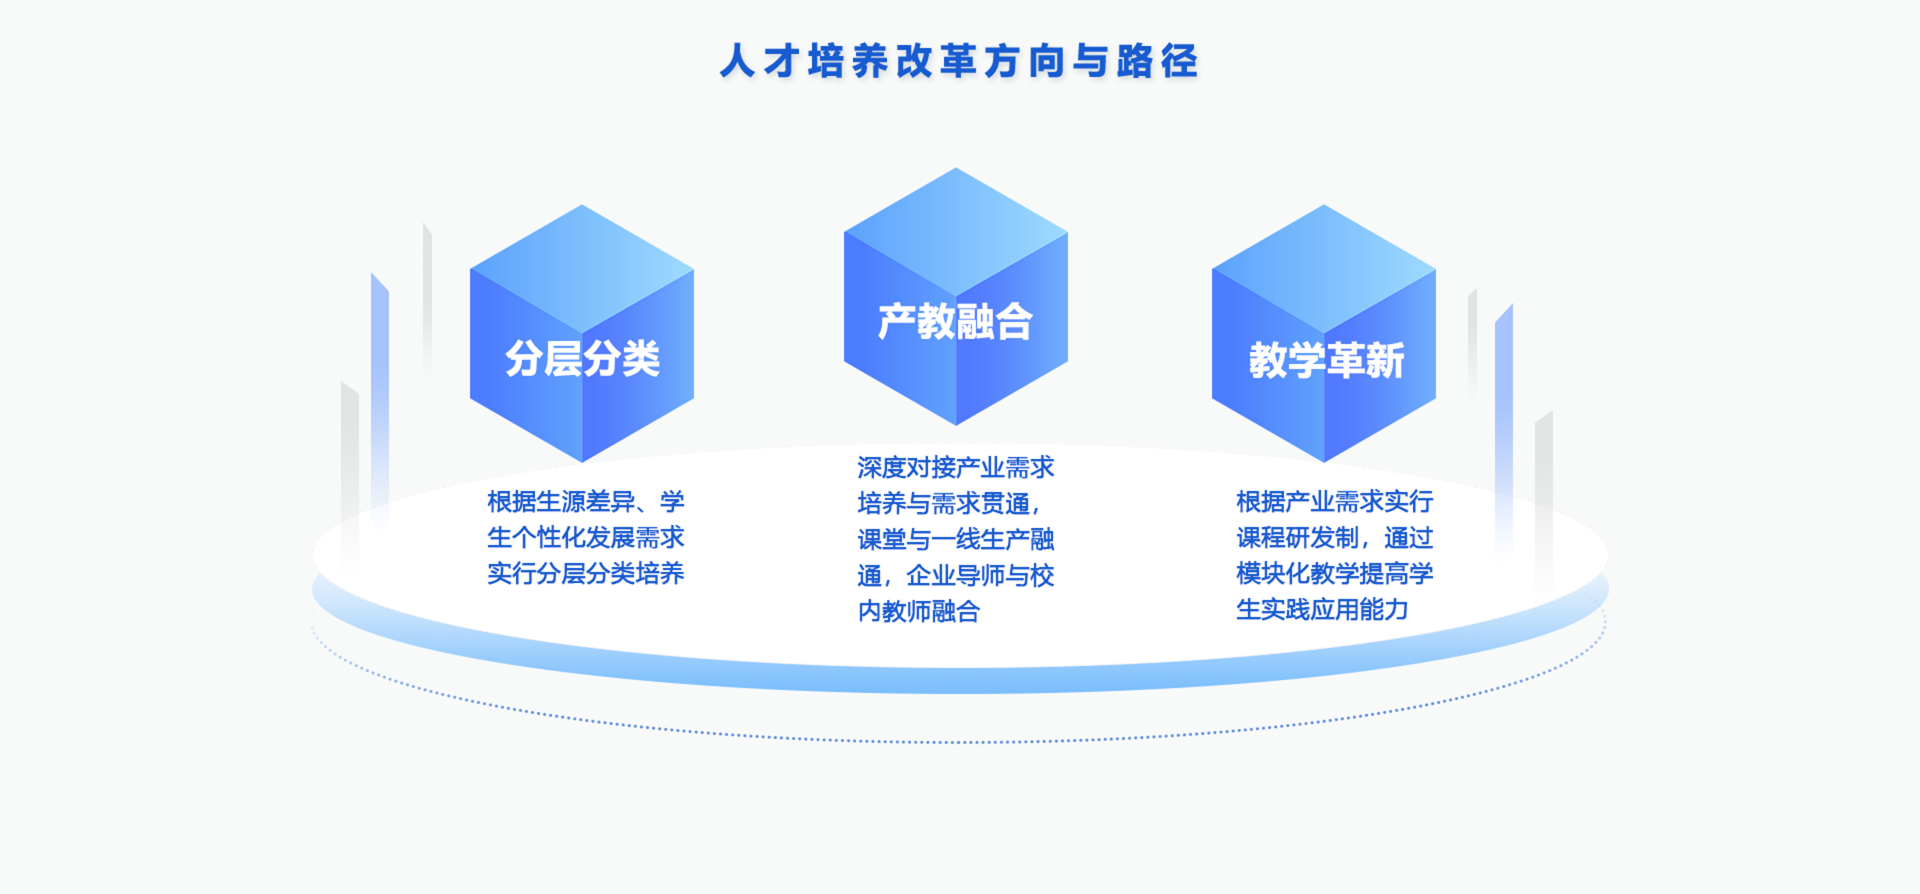 人才培养改革方向与路径
分层分类
根据生源差异、学
生个性化发展需求
实行分层分类培养
产教融合
深度对接产业需求
培养与需求贯通，
课堂与一线生产融
通，企业导师与校
内教师融合
教学革新
根据产业需求实行
课程研发制，通过
模块化教学提高学
生实践应用能力